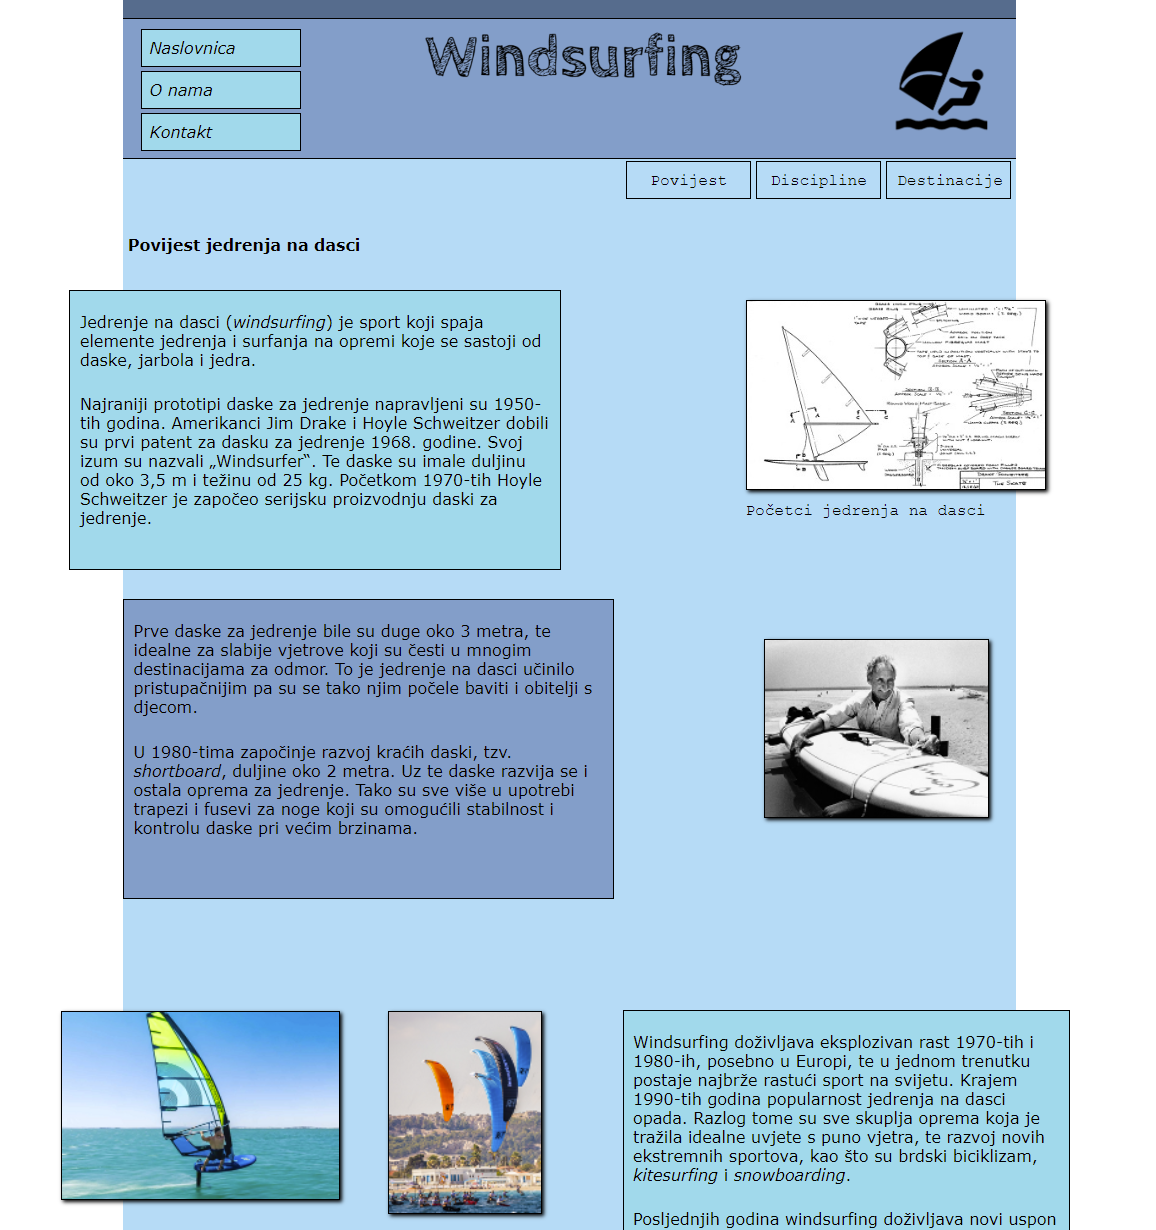 Naslovnica
O nama
Kontakt
Windsurfing
Povijest
Discipline
Destinacije
Povijest jedrenja na dasci
Jedrenje na dasci (windsurfing) je sport koji spaja
elemente jedrenja i surfanja na opremi koje se sastoji od
daske, jarbola i jedra.
Najraniji prototipi daske za jedrenje napravljeni su 1950-
tih godina. Amerikanci Jim Drake i Hoyle Schweitzer dobili
su prvi patent za dasku za jedrenje 1968. godine. Svoj
izum su nazvali „Windsurfer“. Te daske su imale duljinu
od oko 3,5 m i težinu od 25 kg. Početkom 1970-tih Hoyle
Schweitzer je započeo serijsku proizvodnju daski za
jedrenje.
Početci jedrenja na dasci
Prve daske za jedrenje bile su duge oko 3 metra, te
idealne za slabije vjetrove koji su česti u mnogim
destinacijama za odmor. To je jedrenje na dasci učinilo
pristupačnijim pa su se tako njim počele baviti i obitelji s
djecom.
U 1980-tima započinje razvoj kraćih daski, tzv.
shortboard, duljine oko 2 metra. Uz te daske razvija se i
ostala oprema za jedrenje. Tako su sve više u upotrebi
trapezi i fusevi za noge koji su omogućili stabilnost i
kontrolu daske pri većim brzinama.
Windsurfing doživljava eksplozivan rast 1970-tih i
1980-ih, posebno u Europi, te u jednom trenutku
postaje najbrže rastući sport na svijetu. Krajem
1990-tih godina popularnost jedrenja na dasci
opada. Razlog tome su sve skuplja oprema koja je
tražila idealne uvjete s puno vjetra, te razvoj novih
ekstremnih sportova, kao što su brdski biciklizam,
kitesurfing i snowboarding.
Posljednjih godina windsurfing doživljava novi uspon